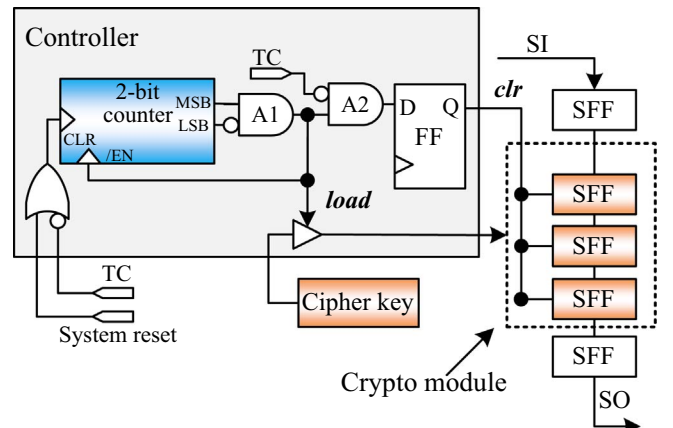 Controller
SI
TC
clr
2-bit
counter
MSB
LSB
A1
A2
D
Q
FF
SFF
CLR
/EN
SFF
load
SFF
Cipher key
SFF
TC
System reset
Crypto module
SFF
SO